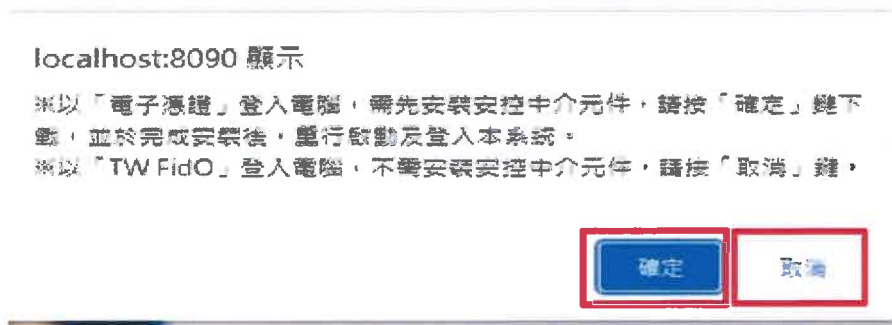 localhost:8090 顯示
※以「電子憑證」登入電腦，需先安裝安控中介元件，請按「確定」鍵下
載，並於完成安裝後，重行啟動及登入本系統。
※以「TW FidO」登入電腦，不需安裝安控中介元件，請按「取消」鍵，
確定
取消